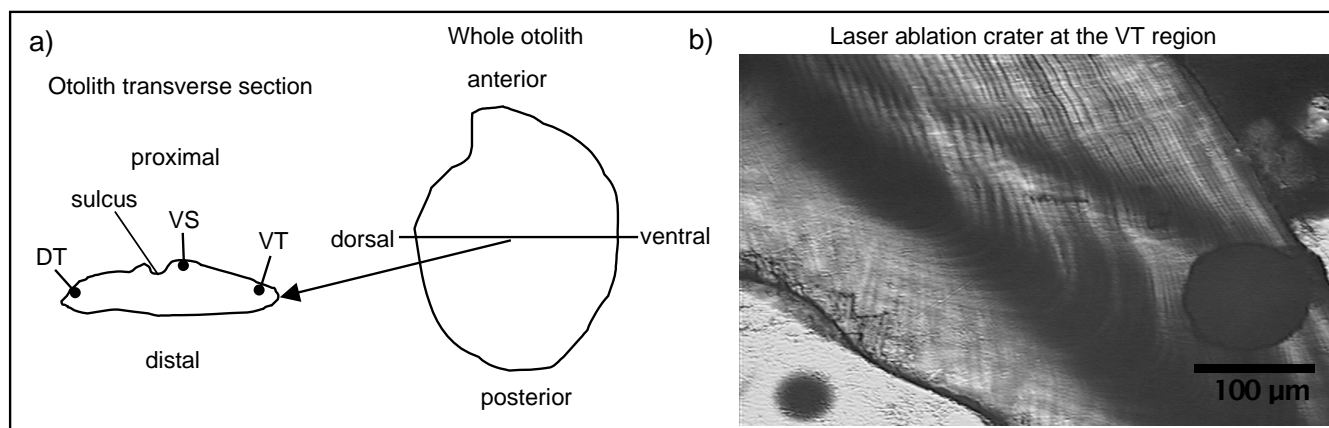 a)
Whole otolith
anterior
Otolith transverse section
proximal
sulcus
VS
DT
VT
dorsal
ventral
distal
posterior
b)
Laser ablation crater at the VT region
100 µm